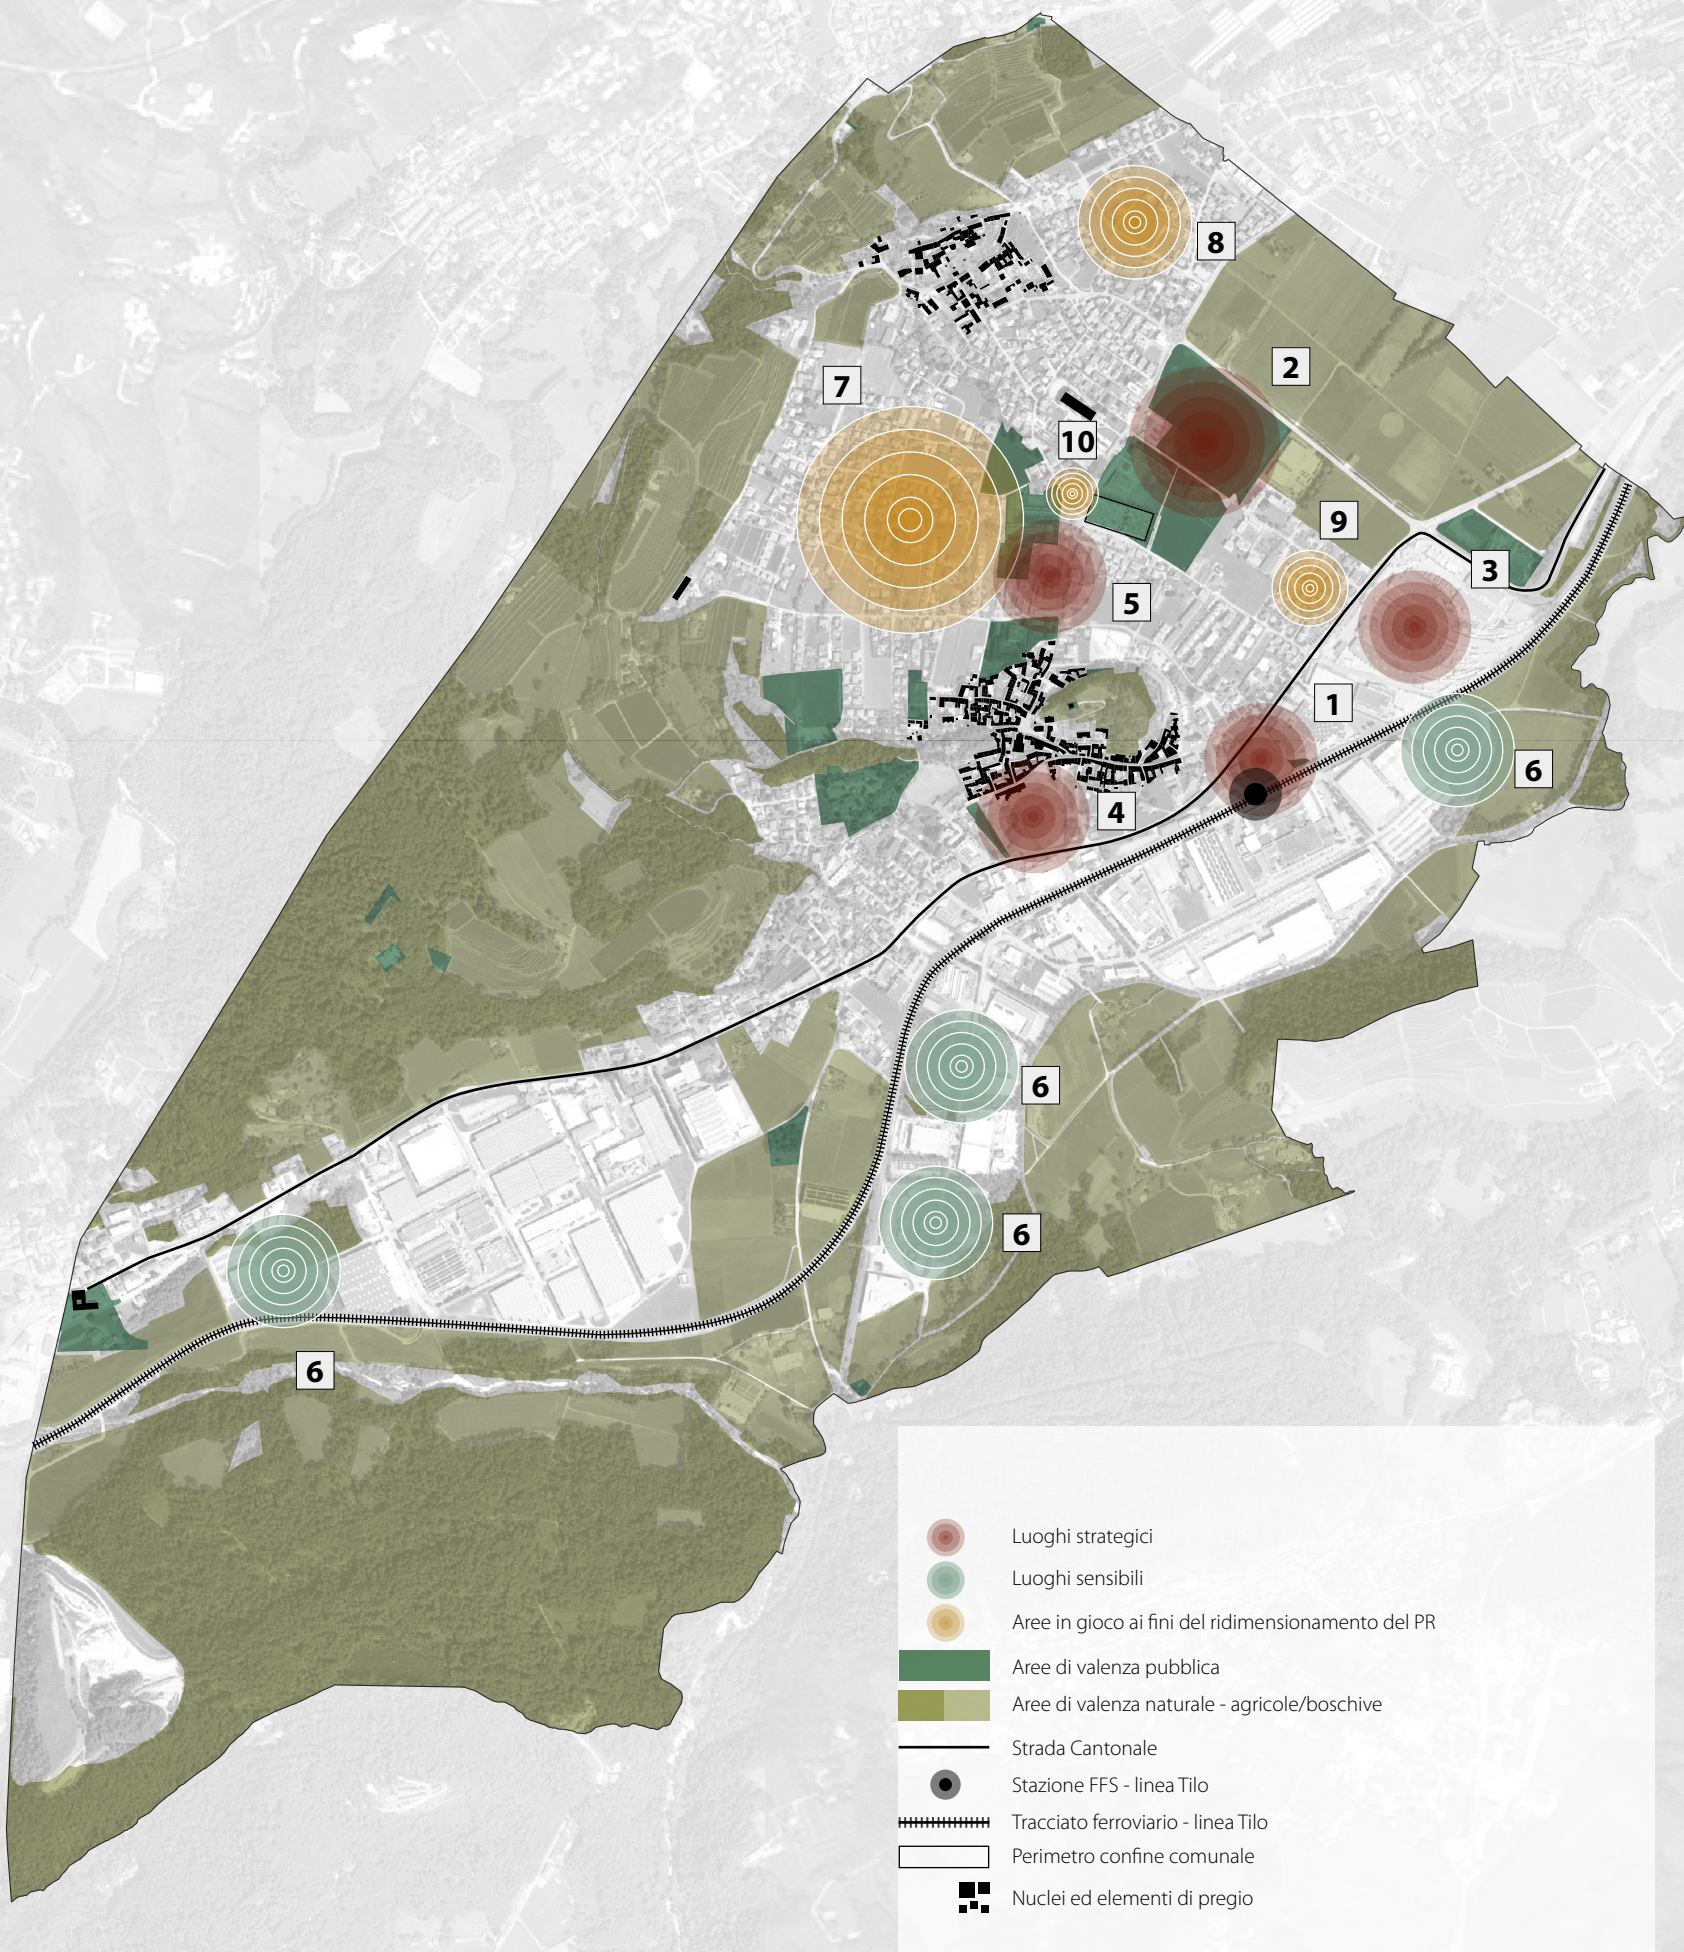 8
2
7
10
9
3
5
1
6
4
6
6
6
Luoghi strategici
Luoghi sensibili
Aree in gioco ai fini del ridimensionamento del PR
Aree di valenza pubblica
Aree di valenza naturale - agricole/boschive
Strada Cantonale
Stazione FFS - linea Tilo
Tracciato ferroviario - linea Tilo
Perimetro confine comunale
Nuclei ed elementi di pregio